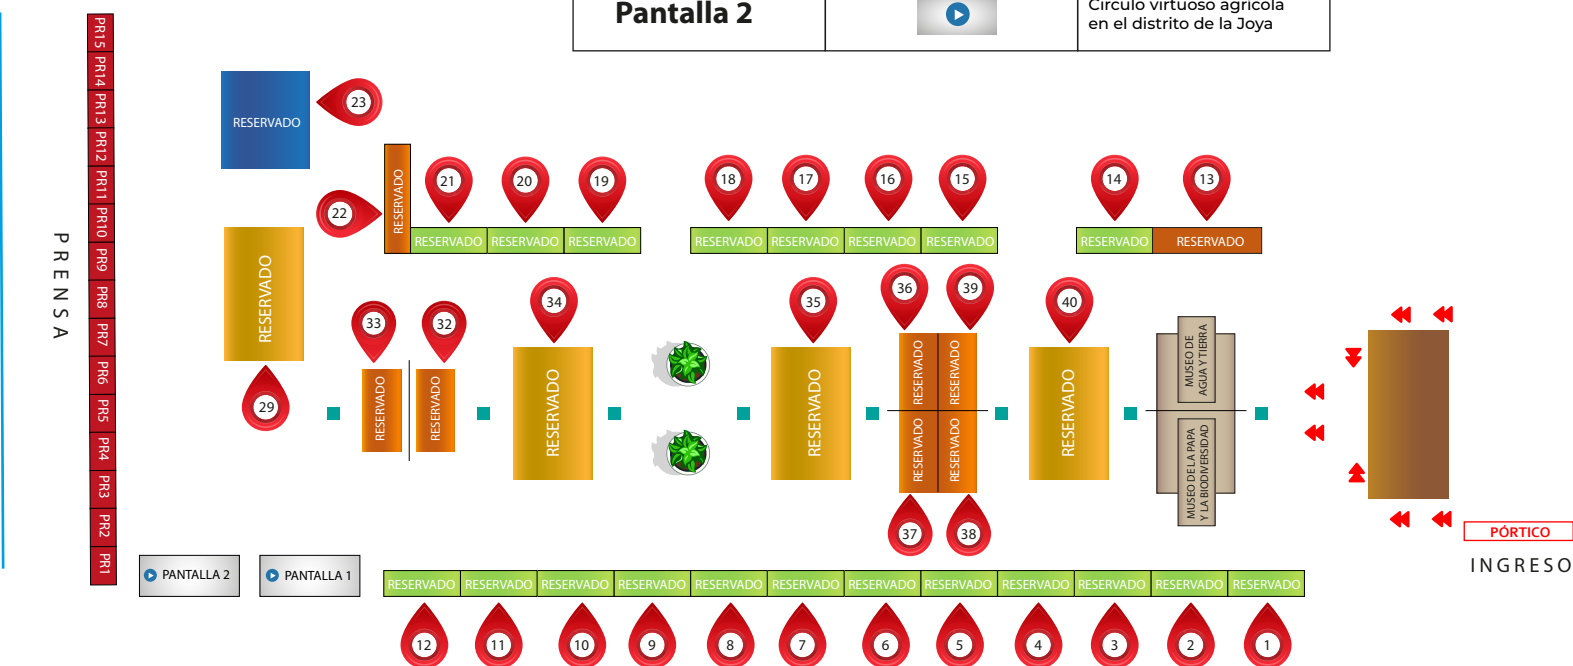 Pantalla 2
Círculo virtuoso agrícola
en el distrito de la Joya
PR15
PR14
PR13
PR12
PR11
PR10
PR9
PR8
PR7
PR6
PR5
PR4
PR3
PR2
PR1
PRENSA
RESERVADO
23
22
RESERVADO
21
20
19
RESERVADO
RESERVADO
RESERVADO
18
17
16
15
RESERVADO
RESERVADO
RESERVADO
RESERVADO
14
13
RESERVADO
RESERVADO
RESERVADO
29
33
32
RESERVADO
RESERVADO
34
RESERVADO
35
RESERVADO
36
39
RESERVADO
RESERVADO
RESERVADO
RESERVADO
37
38
40
RESERVADO
MUSEO DE
AGUA Y TIERRA
MUSEO DE LA PAPA
Y LA BIODIVERSIDAD
PÓRTICO
INGRESO
PANTALLA 2
PANTALLA 1
RESERVADO
RESERVADO
RESERVADO
RESERVADO
RESERVADO
RESERVADO
RESERVADO
RESERVADO
RESERVADO
RESERVADO
RESERVADO
RESERVADO
12
11
10
9
8
7
6
5
4
3
2
1